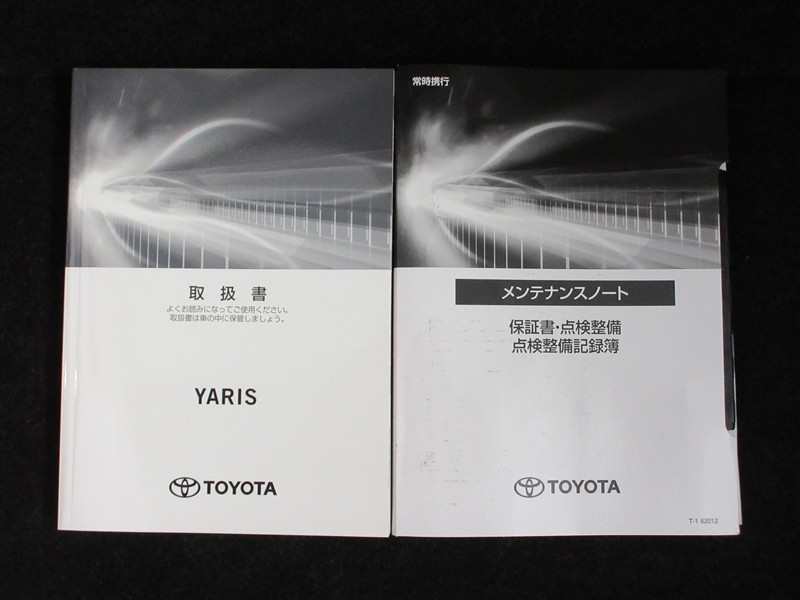 取扱書
よくお読みになってご使用ください。
取扱書は車の中に保管しましょう。
YARIS
TOYOTA
常時携行
メンテナンスノート
保証書・点検整備
点検整備記録簿
TOYOTA
T-1 62012